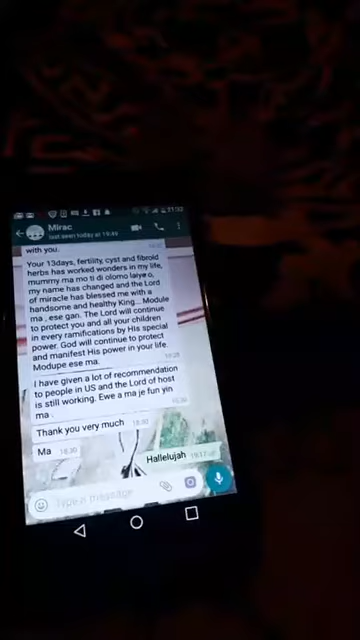 11:33
Mirac
last seen today at 19:49
with you.
Your 13days, fertility, cyst and fibroid
herbs has worked wonders in my life,
mummy ma mo ti di olomo laiye o,
my name has changed and the Lord
of miracle has blessed me with a
handsome and healthy King... Module
ma , ese gan. The Lord will continue
to protect you and all your children
in every ramifications by His special
power. God will continue to protect
and manifest His power in your life.
Modupe ese ma.
I have given a lot of recommendation
to people in US and the Lord of host
is still working. Ewe a ma je fun yin
ma .
Thank you very much
Ma 18:30
Hallelujah 19:17
Type a message